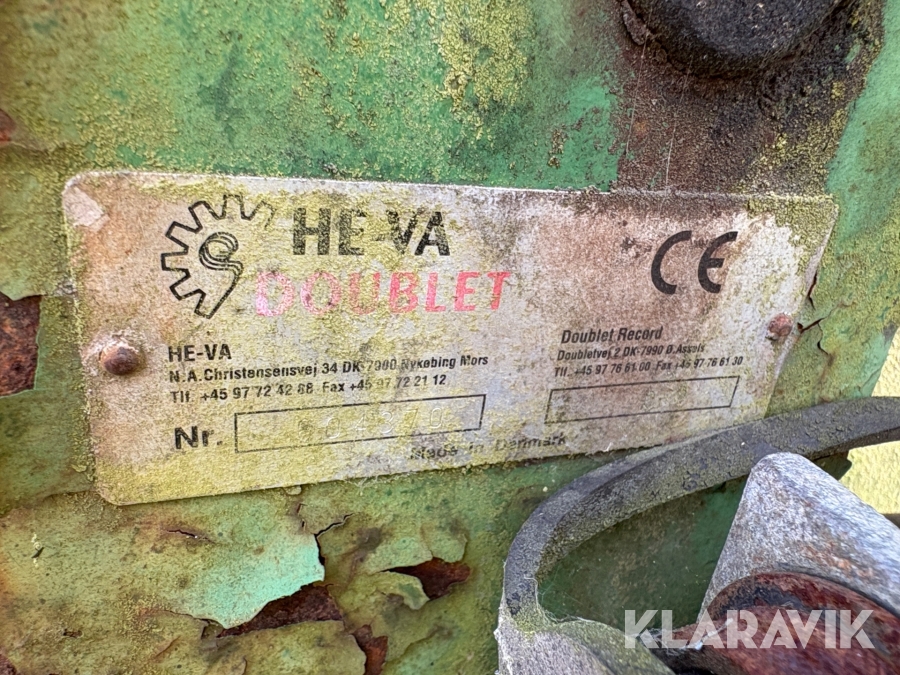 HE-VA
DOUBLET
CE
HE-VA
N.A.Christensensvej 34 DK-7900 Nykøbing Mors
Tlf. +45 97 72 42 88 Fax +45 97 72 21 12
Nr.
Doublet Record
Doubletvej 2 DK-7990 Ø.Assels
Tlf. +45 97 76 61 00 Fax +45 97 76 61 30
Made in Denmark
KLARAVIK